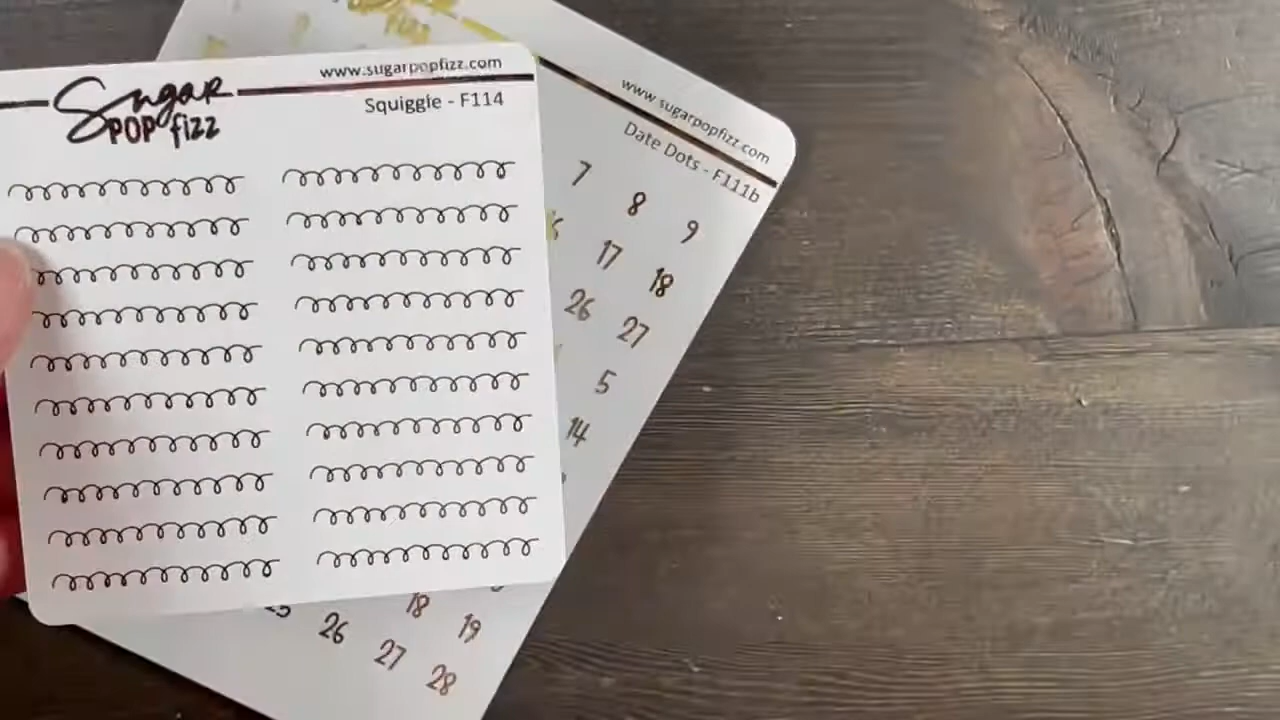 www.sugarpopfizz.com
Sugar
POP fizz
Squiggle - F114
www.sugarpopfizz.com
Date Dots - F111b
7 8 9
17 18
26 27
5
14
18 19
26 27 28